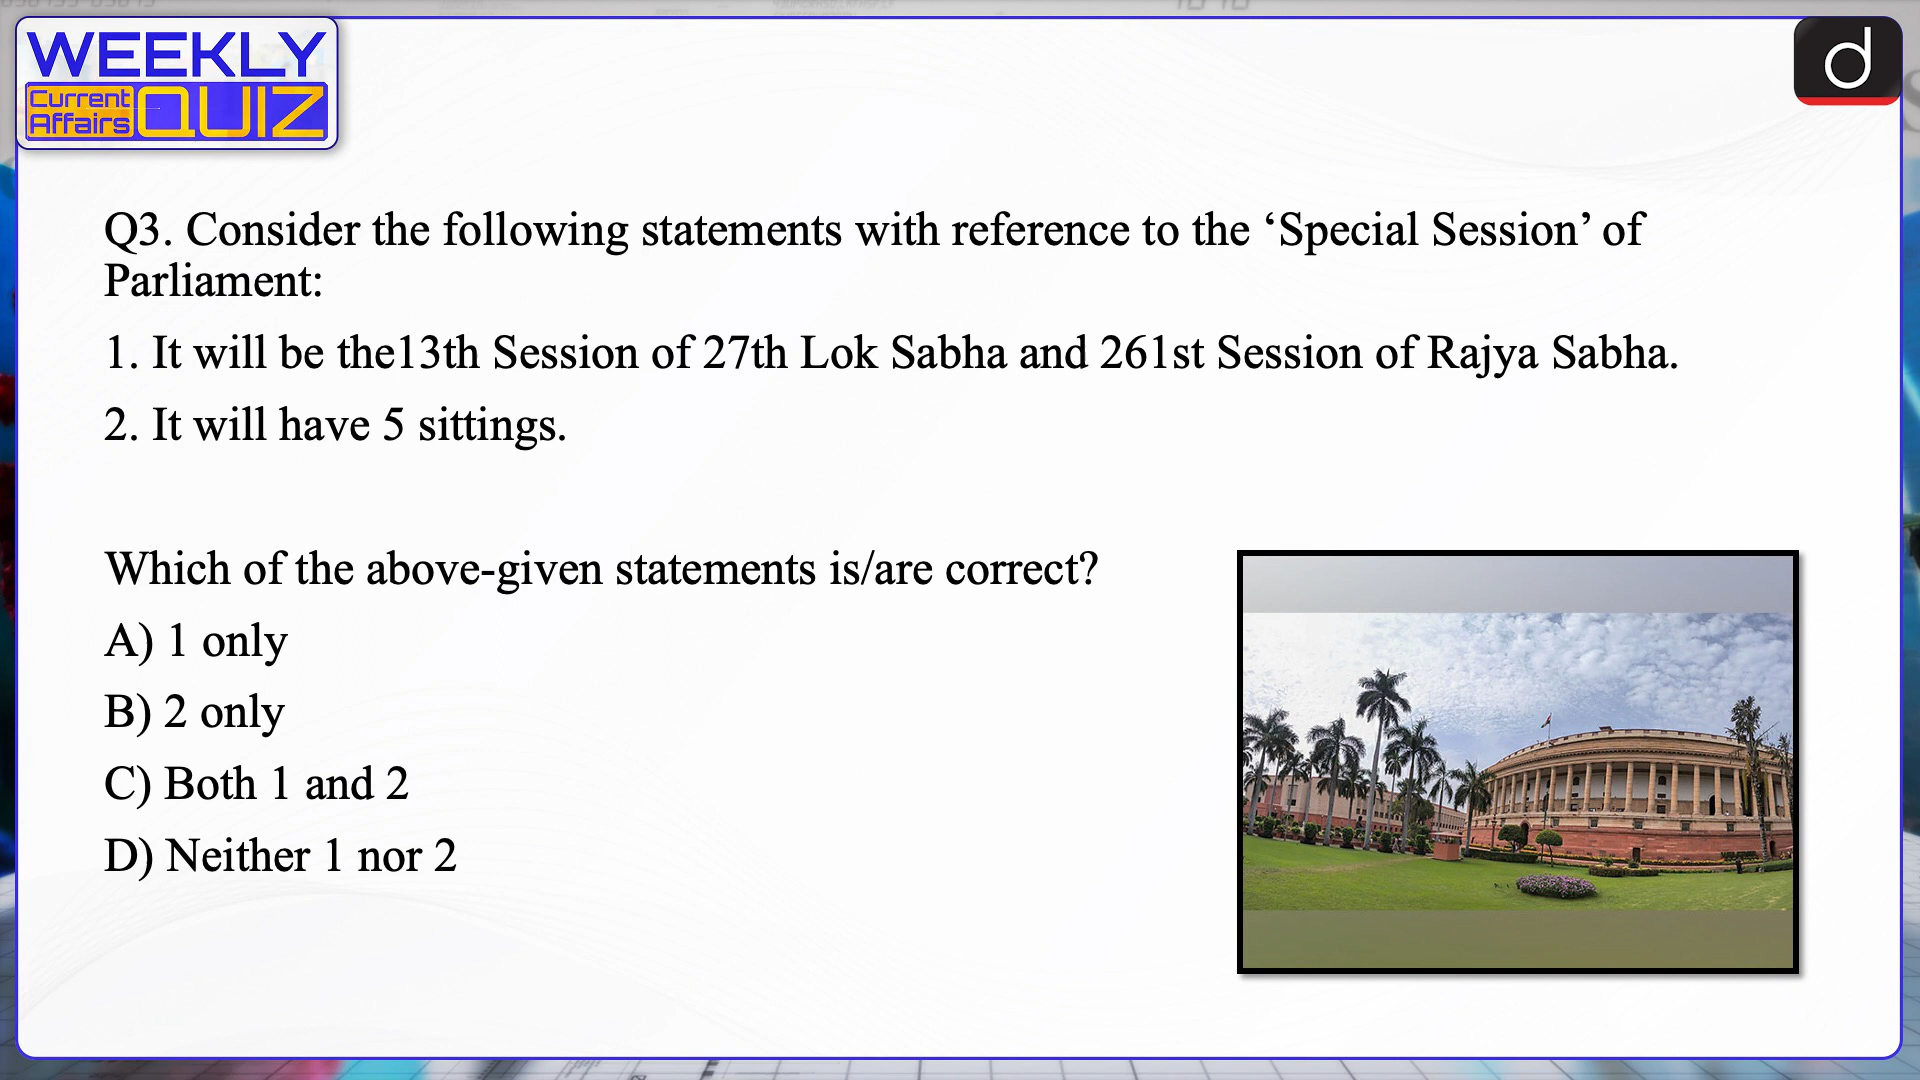 WEEKLY
Current
Affairs
QUIZ
d
Q3. Consider the following statements with reference to the ‘Special Session’ of
Parliament:
1. It will be the13th Session of 27th Lok Sabha and 261st Session of Rajya Sabha.
2. It will have 5 sittings.
Which of the above-given statements is/are correct?
A) 1 only
B) 2 only
C) Both 1 and 2
D) Neither 1 nor 2